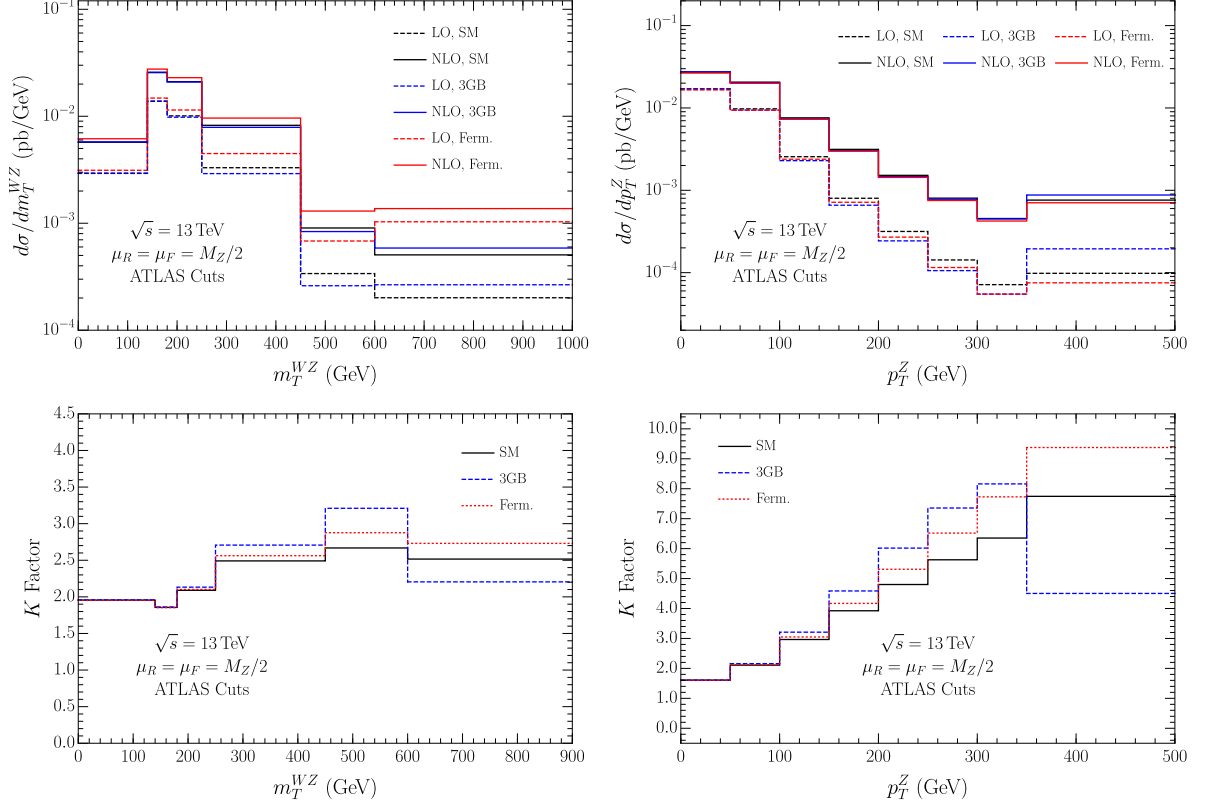 10⁻¹
10⁻²
10⁻³
10⁻⁴
dσ/dm_T^{WZ} (pb/GeV)
LO, SM
NLO, SM
LO, 3GB
NLO, 3GB
LO, Ferm.
NLO, Ferm.
√s = 13 TeV
μ_R = μ_F = M_Z/2
ATLAS Cuts
0 100 200 300 400 500 600 700 800 900 1000
m_T^{WZ} (GeV)
10⁻¹
10⁻²
10⁻³
10⁻⁴
dσ/dp_T^Z (pb/GeV)
LO, SM LO, 3GB LO, Ferm.
NLO, SM NLO, 3GB NLO, Ferm.
√s = 13 TeV
μ_R = μ_F = M_Z/2
ATLAS Cuts
0 100 200 300 400 500
p_T^Z (GeV)
4.5
4.0
3.5
3.0
2.5
2.0
1.5
1.0
0.5
0.0
K Factor
SM
3GB
Ferm.
√s = 13 TeV
μ_R = μ_F = M_Z/2
ATLAS Cuts
0 100 200 300 400 500 600 700 800 900
m_T^{WZ} (GeV)
10.0
9.0
8.0
7.0
6.0
5.0
4.0
3.0
2.0
1.0
0.0
K Factor
SM
3GB
Ferm.
√s = 13 TeV
μ_R = μ_F = M_Z/2
ATLAS Cuts
0 50 100 150 200 250 300 350 400 450 500
p_T^Z (GeV)